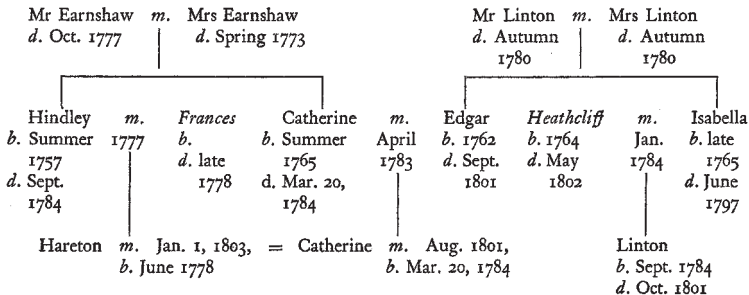 Mr Earnshaw m. Mrs Earnshaw Mr Linton m. Mrs Linton
d. Oct. 1777 d. Spring 1773 d. Autumn d. Autumn
1780 1780
Hindley m. Frances Catherine m. Edgar Heathcliff m. Isabella
b. Summer 1777 b. b. Summer April b. 1762 b. 1764 Jan. b. late
1757 d. late 1765 1783 d. Sept. d. May 1784 1765
d. Sept. 1778 d. Mar. 20, 1801 1802 d. June
1784 1784 1797
Hareton m. Jan. 1, 1803, = Catherine m. Aug. 1801, Linton
b. June 1778 b. Mar. 20, 1784 b. Sept. 1784
d. Oct. 1801